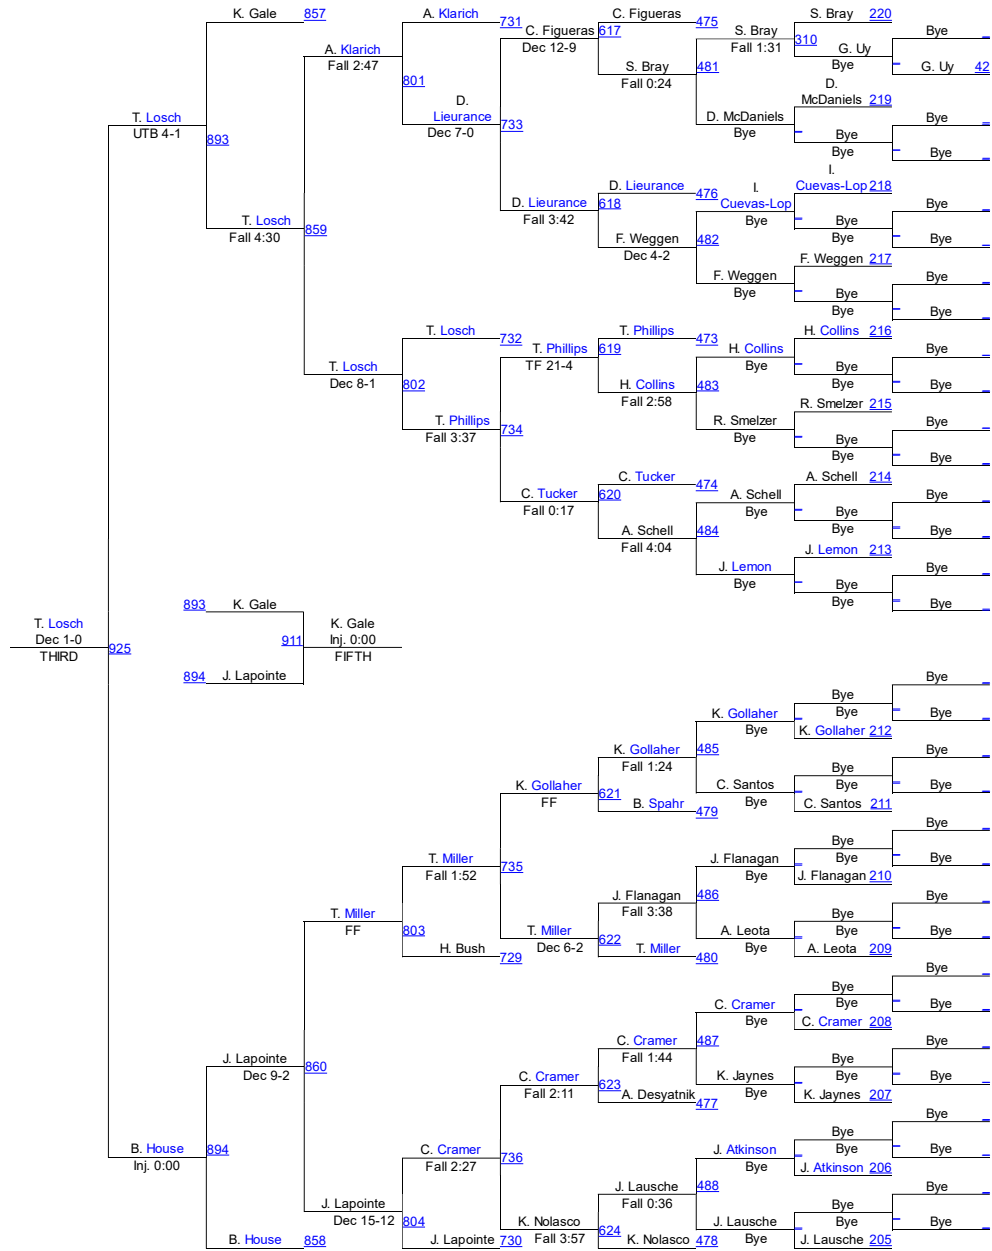 K. Gale 857
A. Klarich 731
C. Figueras 475
S. Bray 220
Bye
C. Figueras 617
S. Bray 310
A. Klarich
Dec 12-9
Fall 1:31
G. Uy
Fall 2:47
S. Bray 481
Bye
G. Uy 42
801
Fall 0:24
D.
D.
McDaniels 219
T. Losch
Lieurance 733
D. McDaniels
Bye
UTB 4-1
Dec 7-0
Bye
Bye
893
Bye
Bye
I.
D. Lieurance 476
I.
Cuevas-Lop 218
D. Lieurance 618
Cuevas-Lop
Bye
T. Losch 859
Fall 3:42
Bye
Bye
Fall 4:30
F. Weggen 482
Bye
Bye
Dec 4-2
F. Weggen 217
F. Weggen
Bye
Bye
Bye
Bye
Bye
T. Losch 732
T. Phillips 473
H. Collins 216
T. Phillips 619
H. Collins
Bye
T. Losch
TF 21-4
Bye
Bye
Dec 8-1
802
H. Collins 483
Bye
Bye
Fall 2:58
R. Smelzer 215
T. Phillips 734
R. Smelzer
Bye
Fall 3:37
Bye
Bye
Bye
Bye
C. Tucker 474
A. Schell 214
C. Tucker 620
A. Schell
Bye
Fall 0:17
Bye
Bye
A. Schell 484
Bye
Bye
Fall 4:04
J. Lemon 213
J. Lemon
Bye
Bye
Bye
Bye
Bye
893 K. Gale
T. Losch
K. Gale
Dec 1-0
911
Inj. 0:00
THIRD
925
FIFTH
894 J. Lapointe
Bye
Bye
K. Gollaher
Bye
Bye
Bye
K. Gollaher 212
K. Gollaher 485
Bye
Fall 1:24
Bye
K. Gollaher 621
C. Santos
Bye
Bye
FF
B. Spahr 479
Bye
C. Santos 211
Bye
Bye
T. Miller 735
J. Flanagan
Bye
Bye
Fall 1:52
Bye
J. Flanagan 210
J. Flanagan 486
Bye
Fall 3:38
Bye
T. Miller
803
T. Miller 622
A. Leota
Bye
Bye
FF
H. Bush 729
Dec 6-2
T. Miller 480
Bye
A. Leota 209
Bye
Bye
C. Cramer
Bye
Bye
Bye
C. Cramer 208
C. Cramer 487
Bye
Fall 1:44
Bye
J. Lapointe 860
C. Cramer 623
K. Jaynes
Bye
Bye
Dec 9-2
Fall 2:11
A. Desyatnik 477
Bye
K. Jaynes 207
Bye
Bye
B. House 894
C. Cramer 736
J. Atkinson
Bye
Bye
Inj. 0:00
Fall 2:27
Bye
J. Atkinson 206
J. Lausche 488
Bye
J. Lapointe
Fall 0:36
Bye
Dec 15-12
804
K. Nolasco 624
J. Lausche
Bye
Bye
B. House 858
J. Lapointe 730
Fall 3:57
K. Nolasco 478
Bye
J. Lausche 205